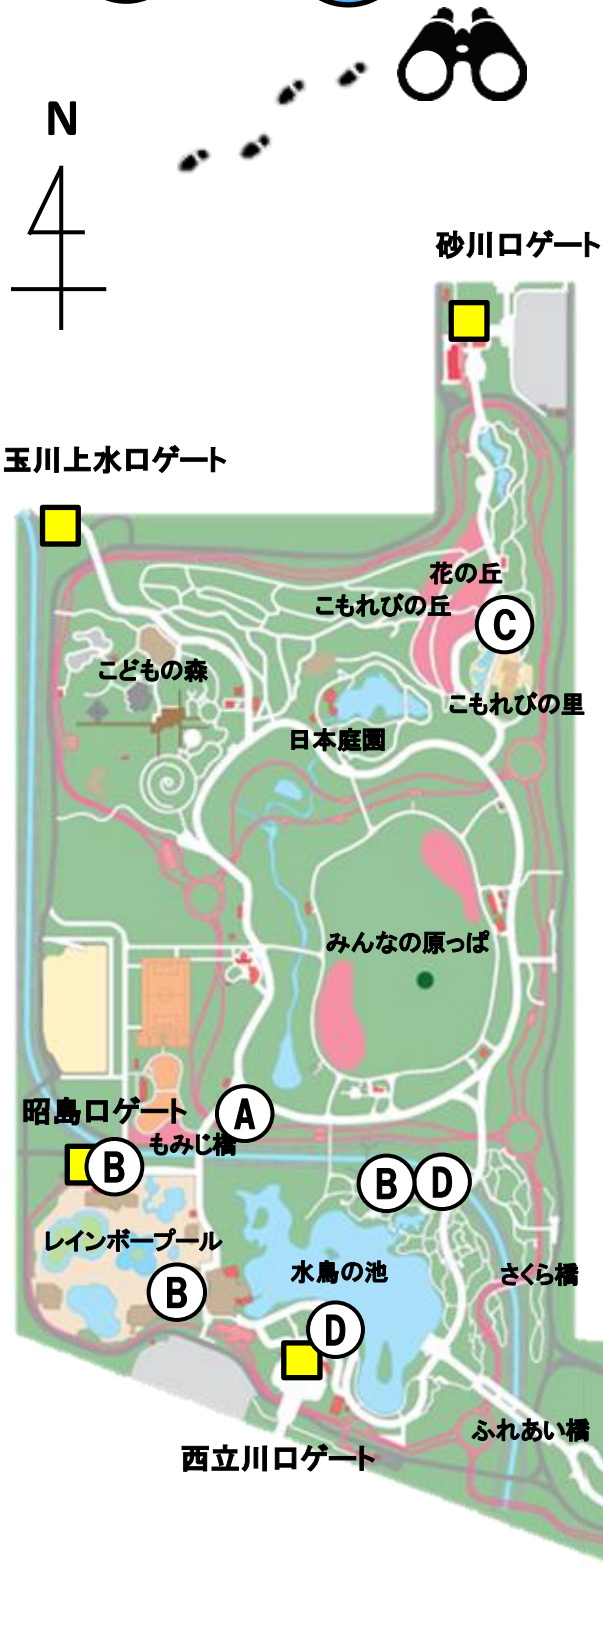 N
砂川口ゲート
玉川上水口ゲート
花の丘
こもれびの丘
C
こどもの森
こもれびの里
日本庭園
みんなの原っぱ
昭島口ゲート
A
もみじ橋
B
B D
レインボープール
水鳥の池
さくら橋
B
D
ふれあい橋
西立川口ゲート